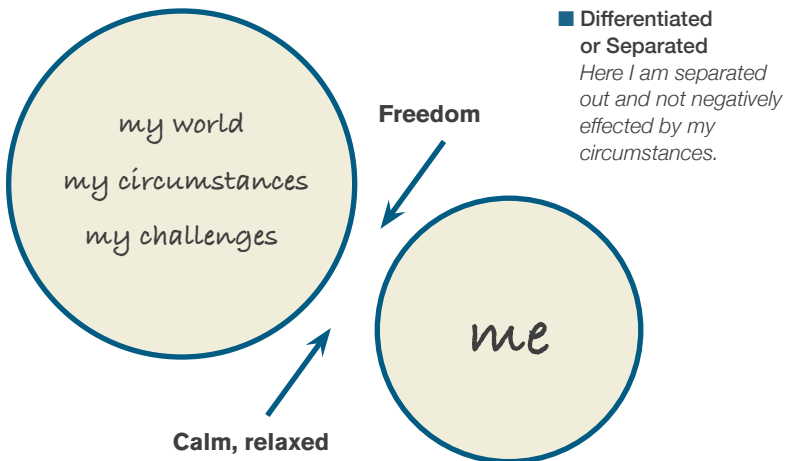 my world
my circumstances
my challenges
Freedom
Differentiated
or Separated
Here I am separated
out and not negatively
effected by my
circumstances.
me
Calm, relaxed